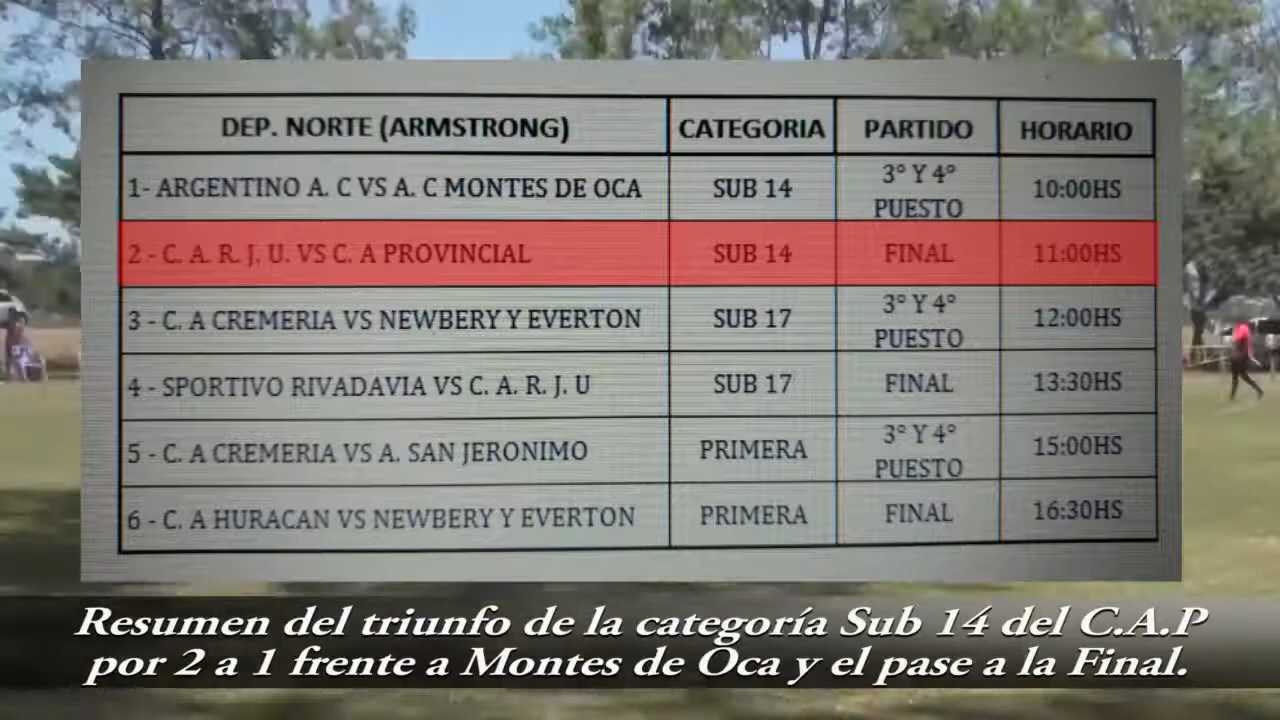 DEP. NORTE (ARMSTRONG) CATEGORIA PARTIDO HORARIO
1- ARGENTINO A. C VS A. C MONTES DE OCA SUB 14 3° Y 4° PUESTO 10:00HS
2 - C. A. R. J. U. VS C. A PROVINCIAL SUB 14 FINAL 11:00HS
3 - C. A CREMERIA VS NEWBERY Y EVERTON SUB 17 3° Y 4° PUESTO 12:00HS
4 - SPORTIVO RIVADAVIA VS C. A. R. J. U SUB 17 FINAL 13:30HS
5 - C. A CREMERIA VS A. SAN JERONIMO PRIMERA 3° Y 4° PUESTO 15:00HS
6 - C. A HURACAN VS NEWBERY Y EVERTON PRIMERA FINAL 16:30HS
Resumen del triunfo de la categoría Sub 14 del C.A.P
por 2 a 1 frente a Montes de Oca y el pase a la Final.